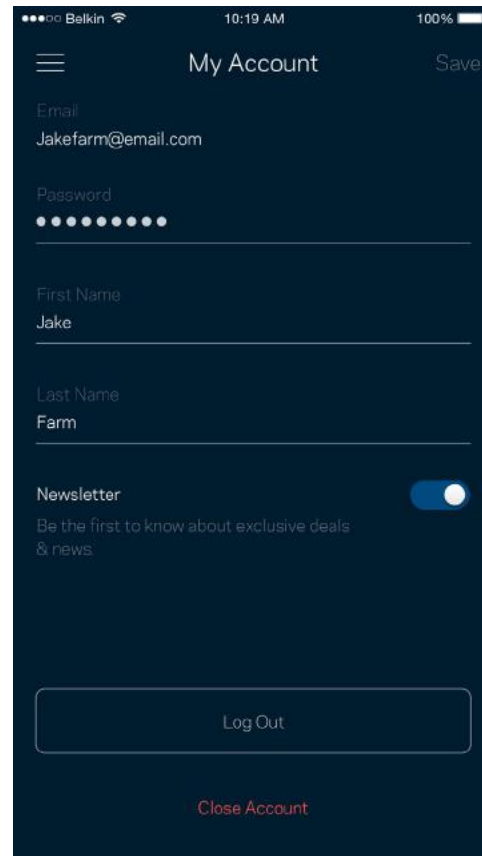 Belkin 10:19 AM 100%
My Account Save
Email
Jakefarm@email.com
Password
●●●●●●●●●
First Name
Jake
Last Name
Farm
Newsletter
Be the first to know about exclusive deals
& news.
Log Out
Close Account